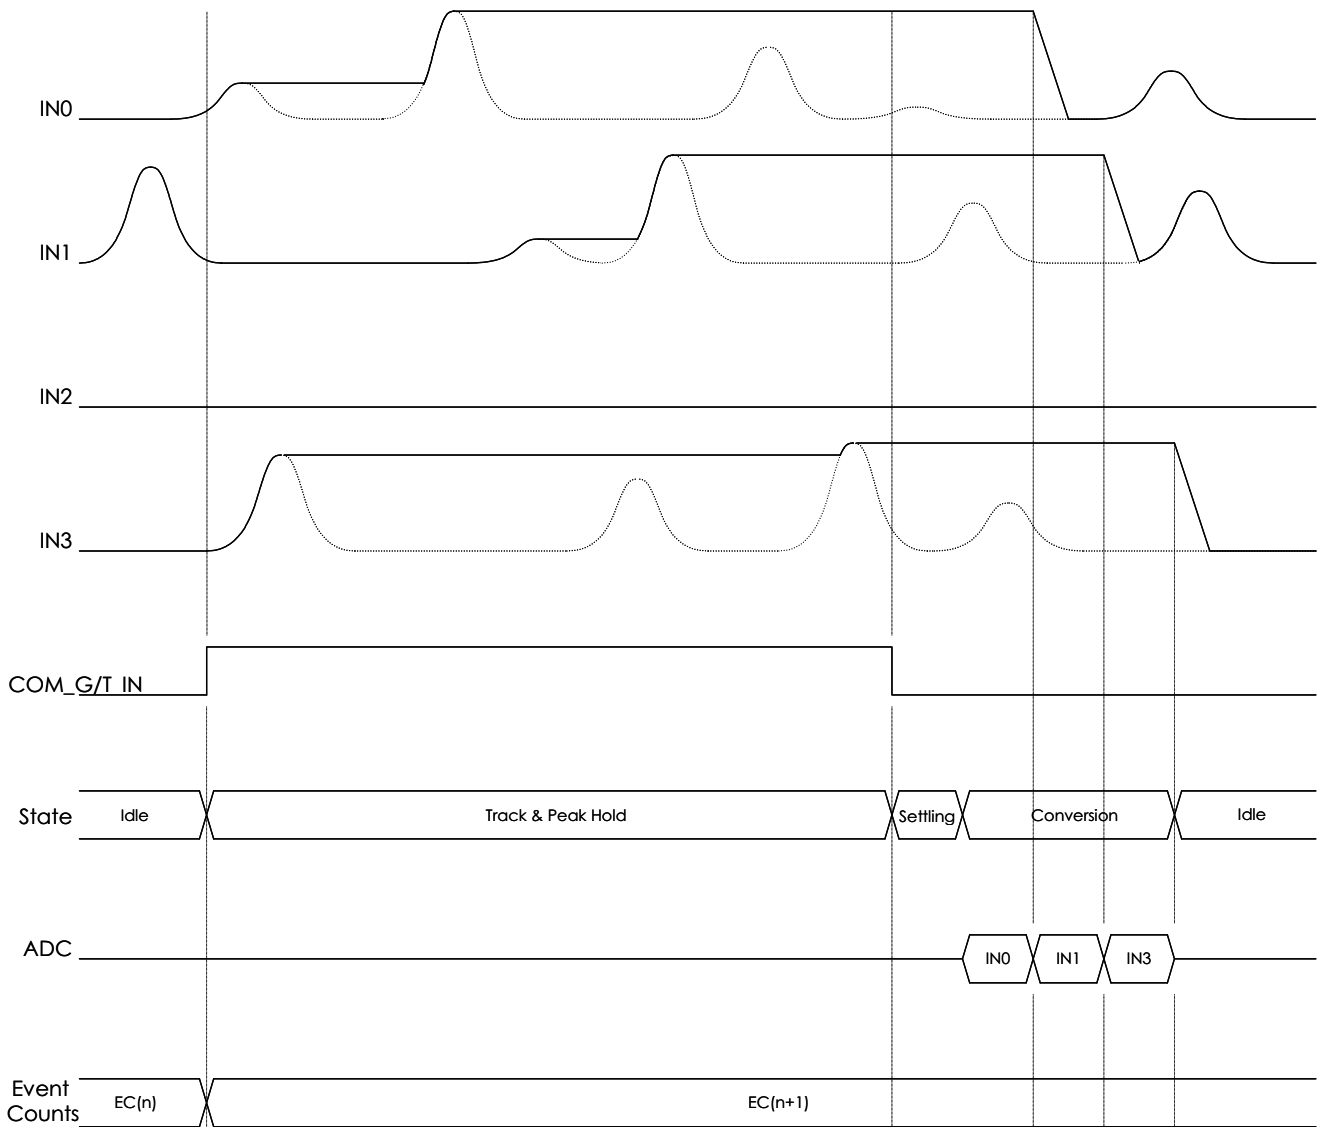 IN0
IN1
IN2
IN3
COM_G/T IN
State
Idle
Track & Peak Hold
Settling
Conversion
Idle
ADC
IN0
IN1
IN3
Event
Counts
EC(n)
EC(n+1)